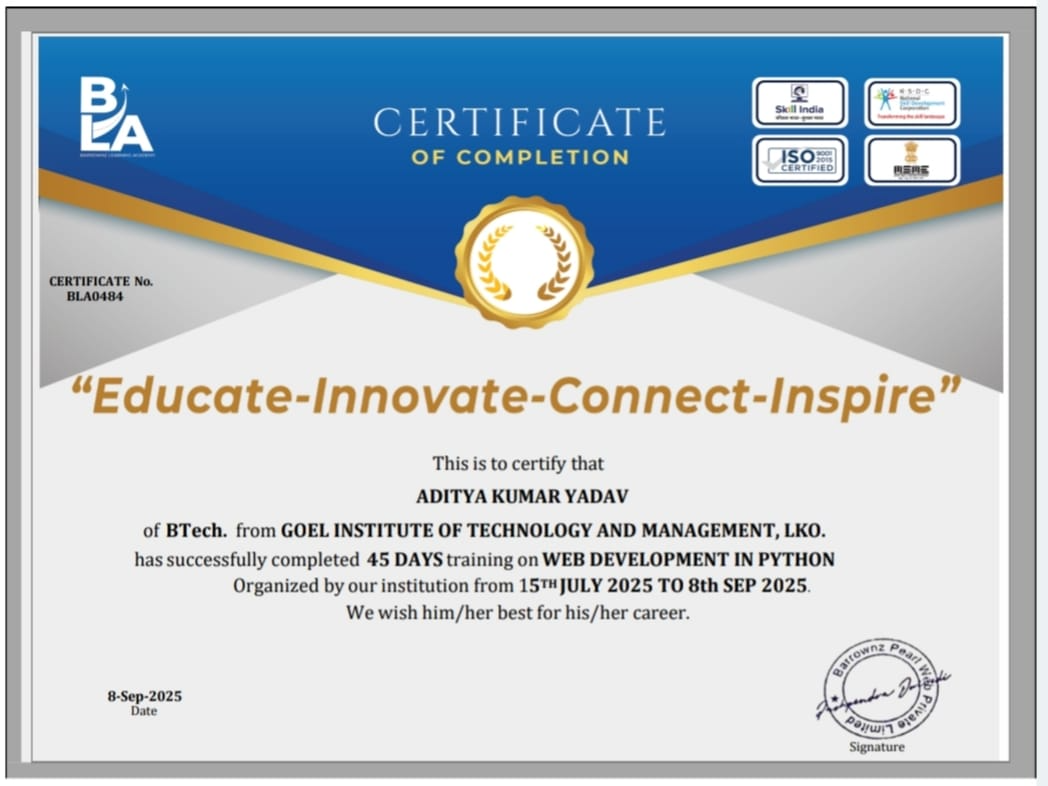 BLA
CERTIFICATE
OF COMPLETION
Skill India
कौशल भारत - कुशल भारत
N·S·D·C
National
Skill Development
Corporation
Transforming the skill landscape
ISO 9001
2015
CERTIFIED
MSME
CERTIFICATE No.
BLA0484
“Educate-Innovate-Connect-Inspire”
This is to certify that
ADITYA KUMAR YADAV
of BTech. from GOEL INSTITUTE OF TECHNOLOGY AND MANAGEMENT, LKO.
has successfully completed 45 DAYS training on WEB DEVELOPMENT IN PYTHON
Organized by our institution from 15TH JULY 2025 TO 8th SEP 2025.
We wish him/her best for his/her career.
8-Sep-2025
Date
Barrownz Pearl Web Private Limited
Signature